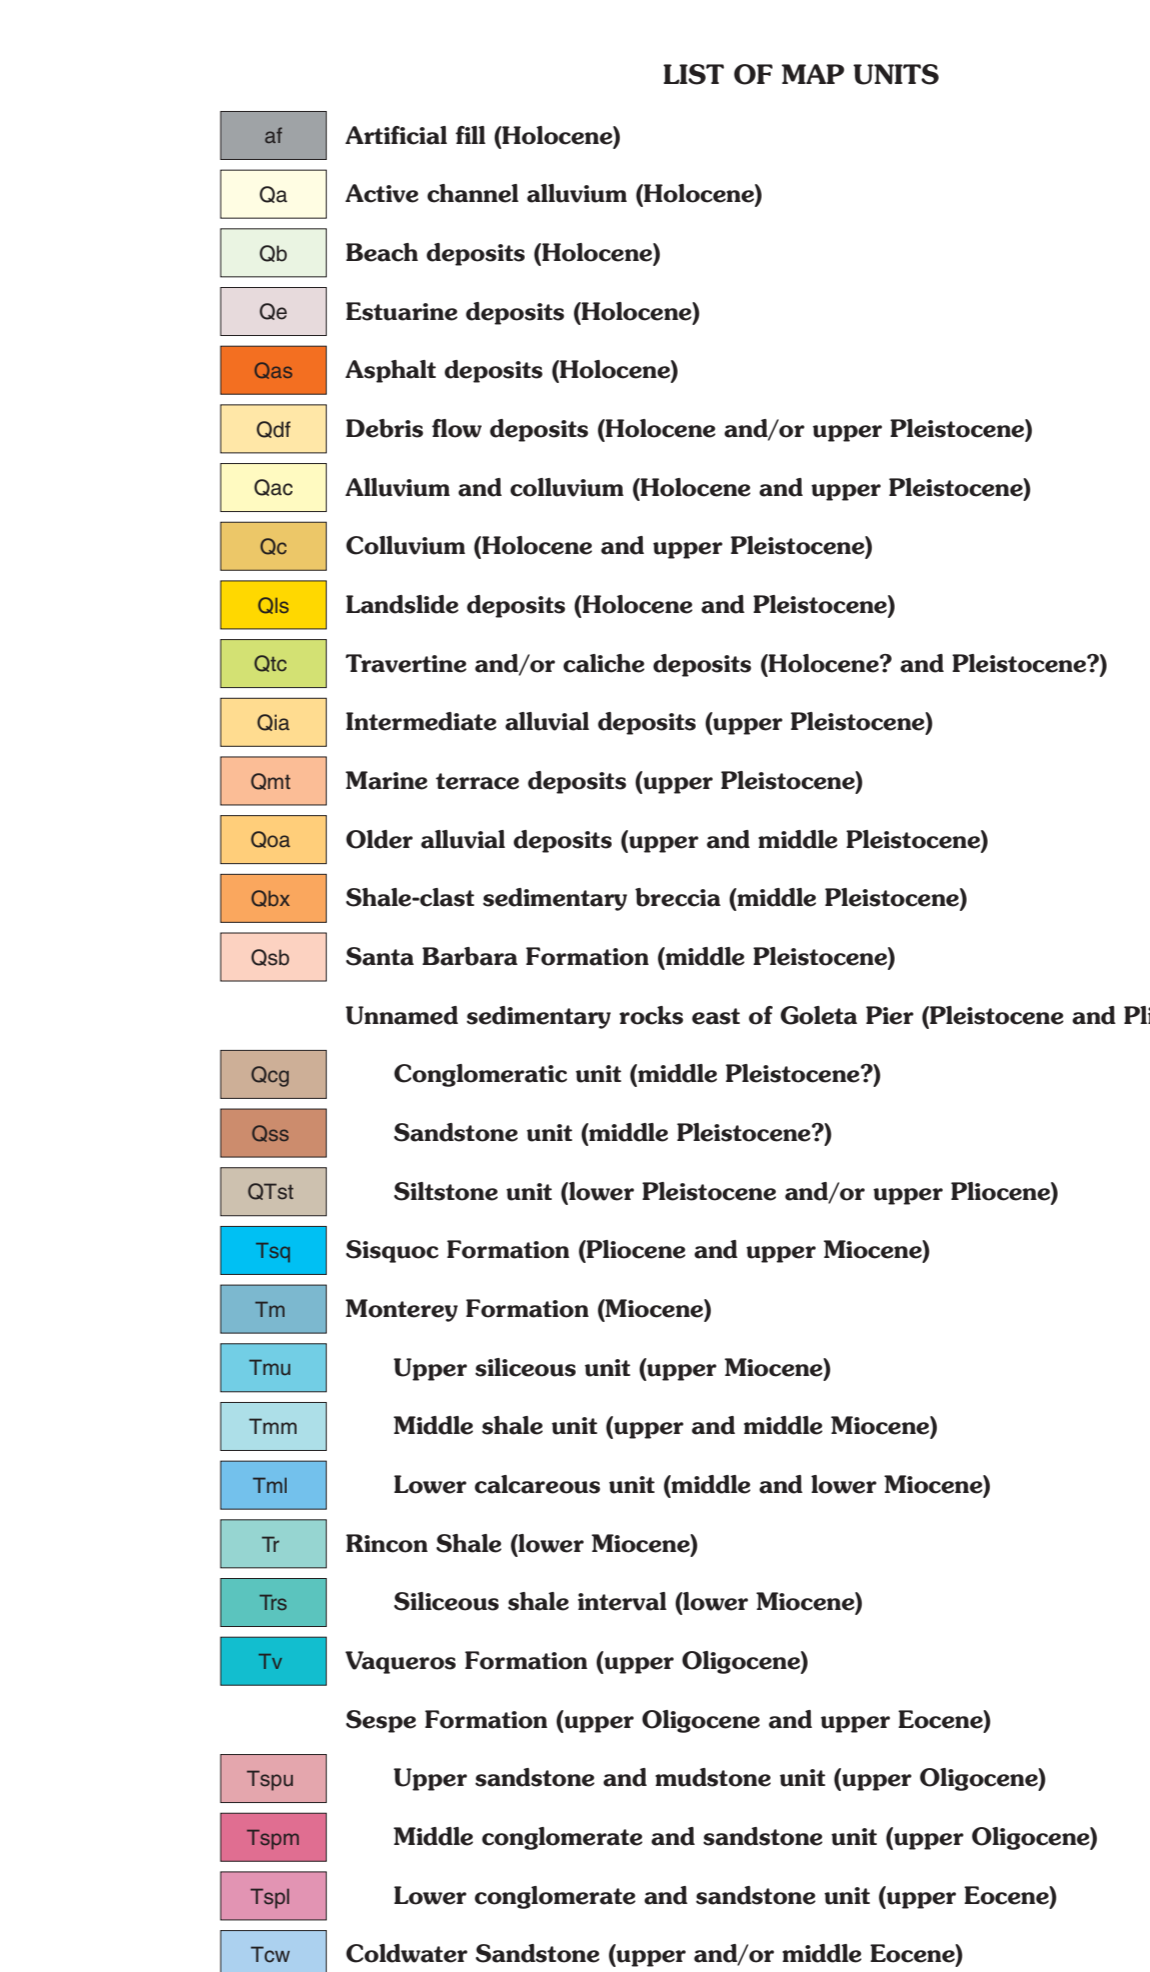 LIST OF MAP UNITS
af Artificial fill (Holocene)
Qa Active channel alluvium (Holocene)
Qb Beach deposits (Holocene)
Qe Estuarine deposits (Holocene)
Qas Asphalt deposits (Holocene)
Qdf Debris flow deposits (Holocene and/or upper Pleistocene)
Qac Alluvium and colluvium (Holocene and upper Pleistocene)
Qc Colluvium (Holocene and upper Pleistocene)
Qls Landslide deposits (Holocene and Pleistocene)
Qtc Travertine and/or caliche deposits (Holocene? and Pleistocene?)
Qia Intermediate alluvial deposits (upper Pleistocene)
Qmt Marine terrace deposits (upper Pleistocene)
Qoa Older alluvial deposits (upper and middle Pleistocene)
Qbx Shale-clast sedimentary breccia (middle Pleistocene)
Qsb Santa Barbara Formation (middle Pleistocene)
Unnamed sedimentary rocks east of Goleta Pier (Pleistocene and
Qcg Conglomeratic unit (middle Pleistocene?)
Qss Sandstone unit (middle Pleistocene?)
QTst Siltstone unit (lower Pleistocene and/or upper Pliocene)
Tsq Sisquoc Formation (Pliocene and upper Miocene)
Tm Monterey Formation (Miocene)
Tmu Upper siliceous unit (upper Miocene)
Tmm Middle shale unit (upper and middle Miocene)
Tml Lower calcareous unit (middle and lower Miocene)
Tr Rincon Shale (lower Miocene)
Trs Siliceous shale interval (lower Miocene)
Tv Vaqueros Formation (upper Oligocene)
Sespe Formation (upper Oligocene and upper Eocene)
Tspu Upper sandstone and mudstone unit (upper Oligocene)
Tspm Middle conglomerate and sandstone unit (upper Oligocene)
Tspl Lower conglomerate and sandstone unit (upper Eocene)
Tcw Coldwater Sandstone (upper and/or middle Eocene)